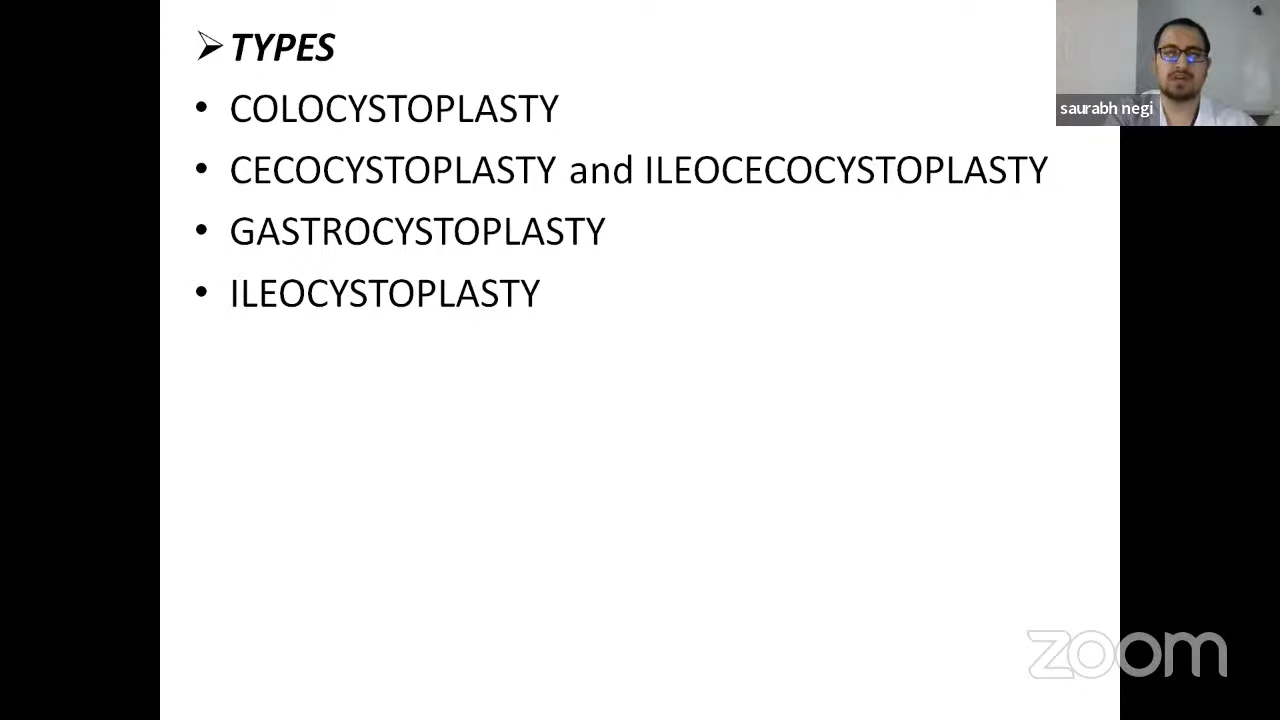 ➢ TYPES
• COLOCYSTOPLASTY
• CECOCYSTOPLASTY and ILEOCECOCYSTOPLASTY
• GASTROCYSTOPLASTY
• ILEOCYSTOPLASTY
saurabh negi
zoom